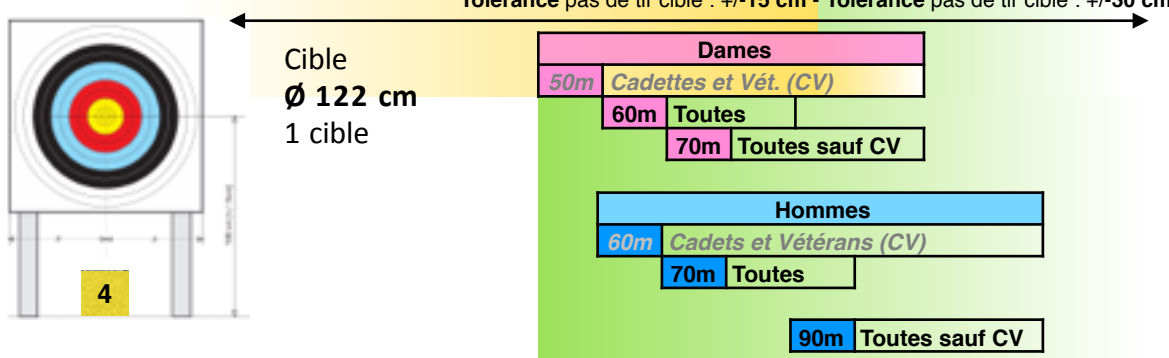 Tolérance pas de tir cible : +/-15 cm - Tolérance pas de tir cible : +/-30 cm
Cible
Ø 122 cm
1 cible
4
Dames
50m Cadettes et Vét. (CV)
60m Toutes
70m Toutes sauf CV
Hommes
60m Cadets et Vétérans (CV)
70m Toutes
90m Toutes sauf CV